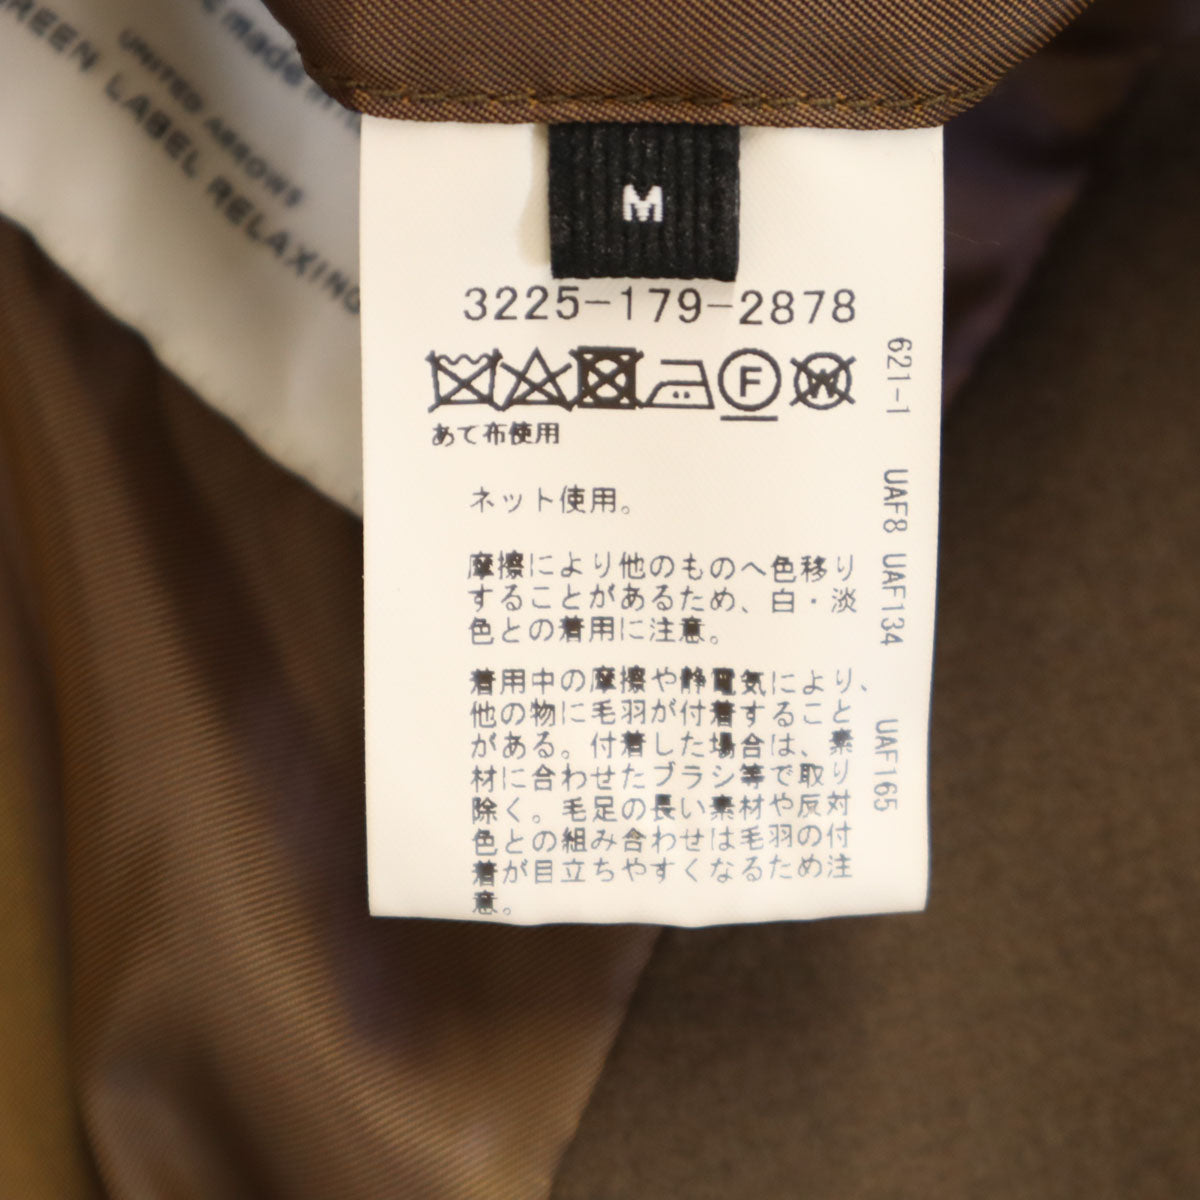 made in
UNITED ARROWS
GREEN LABEL RELAXING
M
3225-179-2878
F
W
あて布使用
ネット使用。
摩擦により他のものへ色移り
することがあるため、白・淡
色との着用に注意。
着用中の摩擦や静電気により、
他の物に毛羽が付着すること
がある。付着した場合は、素
材に合わせたブラシ等で取り
除く。毛足の長い素材や反対
色との組み合わせは毛羽の付
着が目立ちやすくなるため注
意。
621-1 UAF8 UAF134 UAF165